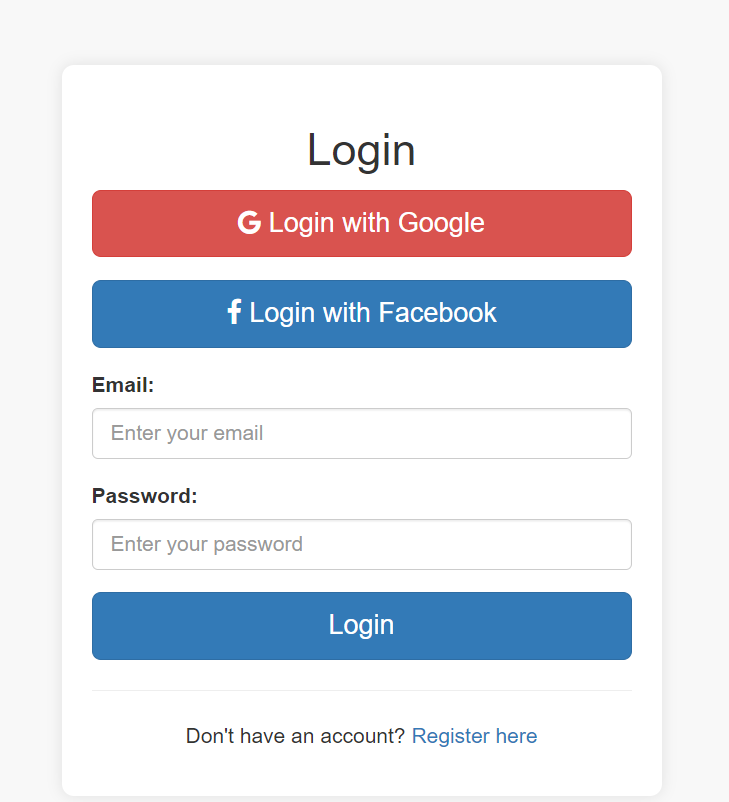 Login
Login with Google
Login with Facebook
Email:
Enter your email
Password:
Enter your password
Login
Don't have an account? Register here